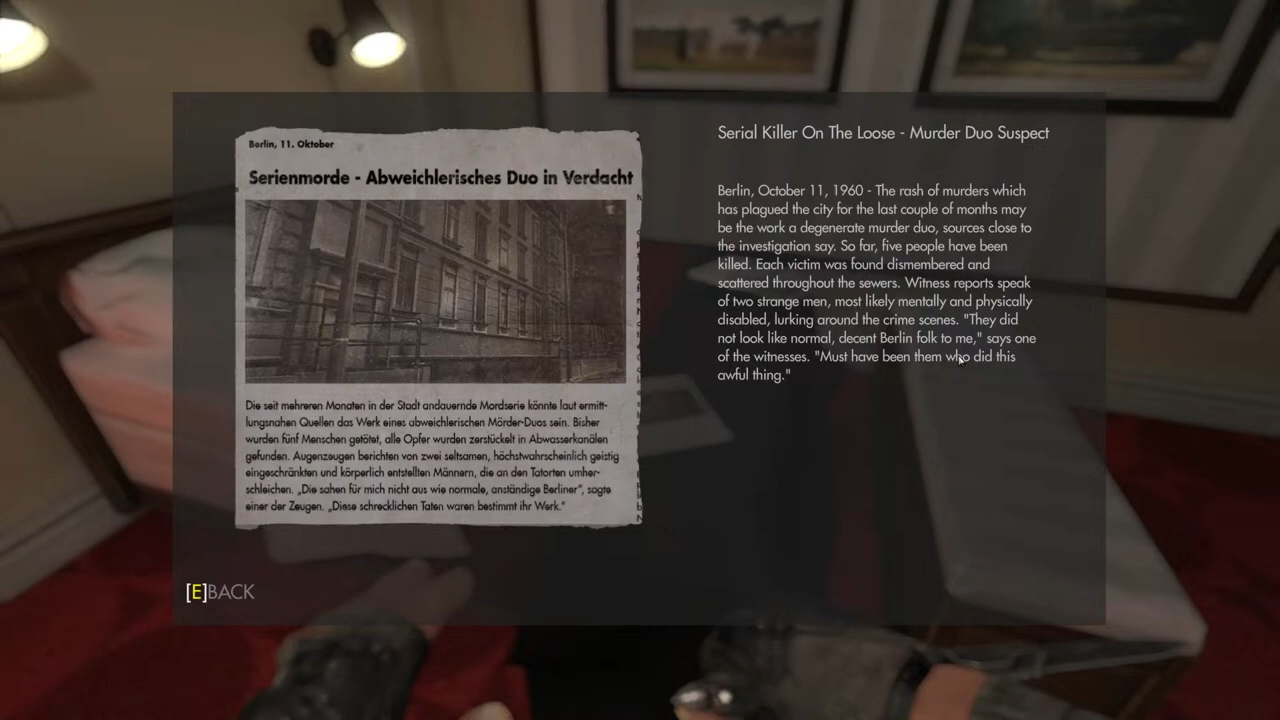 Berlin, 11. Oktober
Serienmorde - Abweichlerisches Duo in Verdacht
Die seit mehreren Monaten in der Stadt andauernde Mordserie könnte laut ermitt-
lungsnahen Quellen das Werk eines abweichlerischen Mörder-Duos sein. Bisher
wurden fünf Menschen getötet, alle Opfer wurden zerstückelt in Abwasserkanälen
gefunden. Augenzeugen berichten von zwei seltsamen, höchstwahrscheinlich geistig
eingeschränkten und körperlich entstellten Männern, die an den Tatorten umher-
schleichen. „Die sahen für mich nicht aus wie normale, anständige Berliner“, sagte
einer der Zeugen. „Diese schrecklichen Taten waren bestimmt ihr Werk.“
Serial Killer On The Loose - Murder Duo Suspect
Berlin, October 11, 1960 - The rash of murders which
has plagued the city for the last couple of months may
be the work a degenerate murder duo, sources close to
the investigation say. So far, five people have been
killed. Each victim was found dismembered and
scattered throughout the sewers. Witness reports speak
of two strange men, most likely mentally and physically
disabled, lurking around the crime scenes. "They did
not look like normal, decent Berlin folk to me," says one
of the witnesses. "Must have been them who did this
awful thing."
[E]BACK